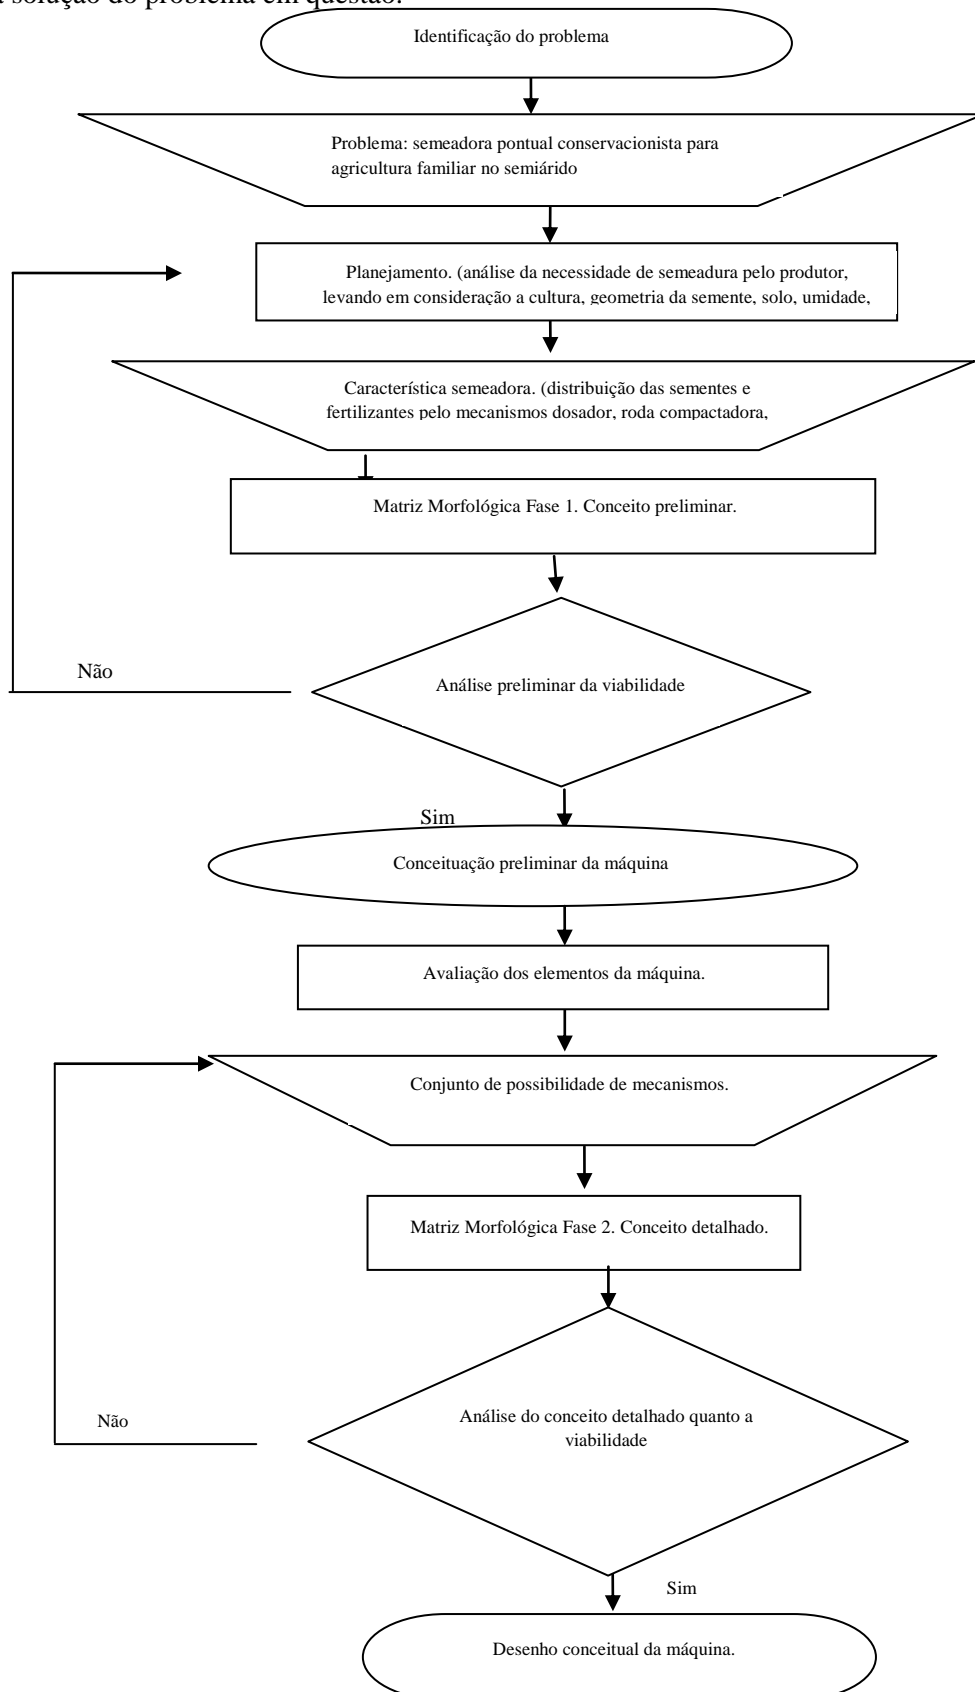 a solução do problema em questão.
Identificação do problema
Problema: semeadora pontual conservacionista para
agricultura familiar no semiárido
Planejamento. (análise da necessidade de semeadura pelo produtor,
levando em consideração a cultura, geometria da semente, solo, umidade,
Característica semeadora. (distribuição das sementes e
fertilizantes pelo mecanismos dosador, roda compactadora,
Matriz Morfológica Fase 1. Conceito preliminar.
Não
Análise preliminar da viabilidade
Sim
Conceituação preliminar da máquina
Avaliação dos elementos da máquina.
Conjunto de possibilidade de mecanismos.
Matriz Morfológica Fase 2. Conceito detalhado.
Não
Análise do conceito detalhado quanto a
viabilidade
Sim
Desenho conceitual da máquina.